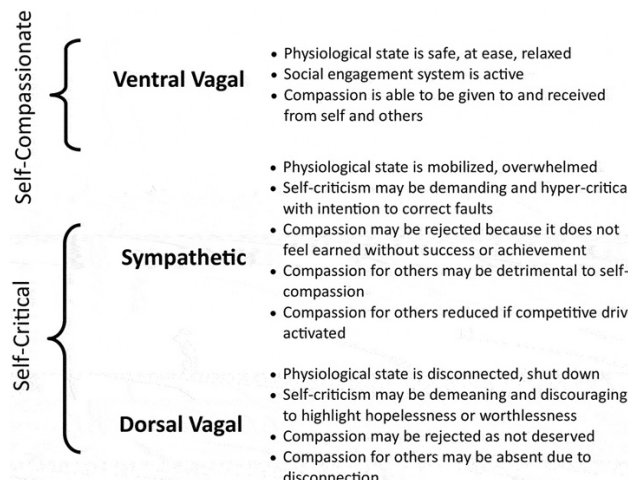 Self-Compassionate
Ventral Vagal
• Physiological state is safe, at ease, relaxed
• Social engagement system is active
• Compassion is able to be given to and received
from self and others
Self-Critical
Sympathetic
• Physiological state is mobilized, overwhelmed
• Self-criticism may be demanding and hyper-critica
with intention to correct faults
• Compassion may be rejected because it does not
feel earned without success or achievement
• Compassion for others may be detrimental to self-
compassion
• Compassion for others reduced if competitive driv
activated
Dorsal Vagal
• Physiological state is disconnected, shut down
• Self-criticism may be demeaning and discouraging
to highlight hopelessness or worthlessness
• Compassion may be rejected as not deserved
• Compassion for others may be absent due to
disconnection